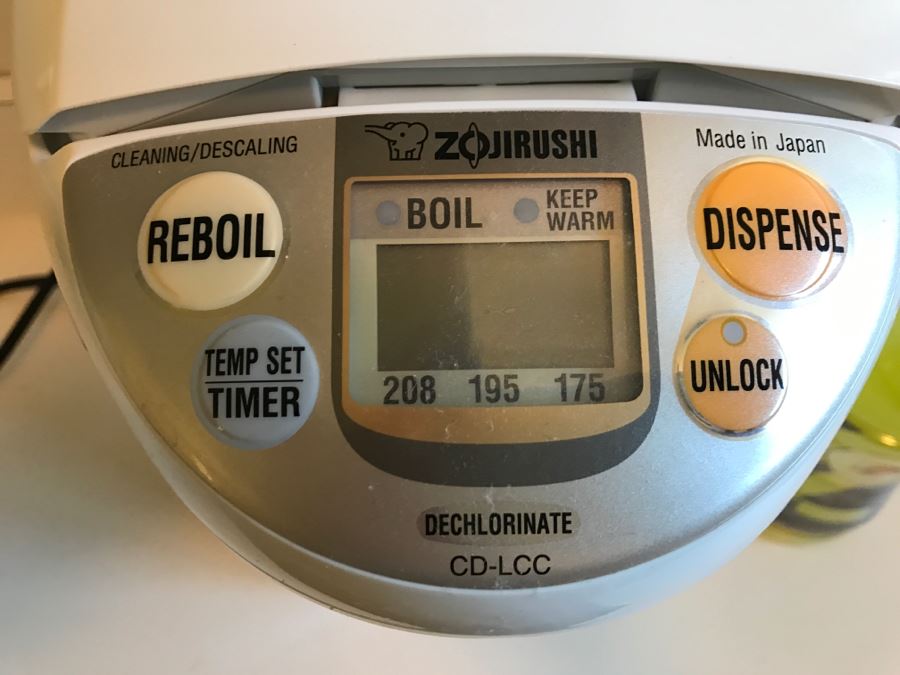 CLEANING/DESCALING
ZOJIRUSHI
Made in Japan
REBOIL
BOIL
KEEP
WARM
DISPENSE
TEMP SET
TIMER
208 195 175
UNLOCK
DECHLORINATE
CD-LCC